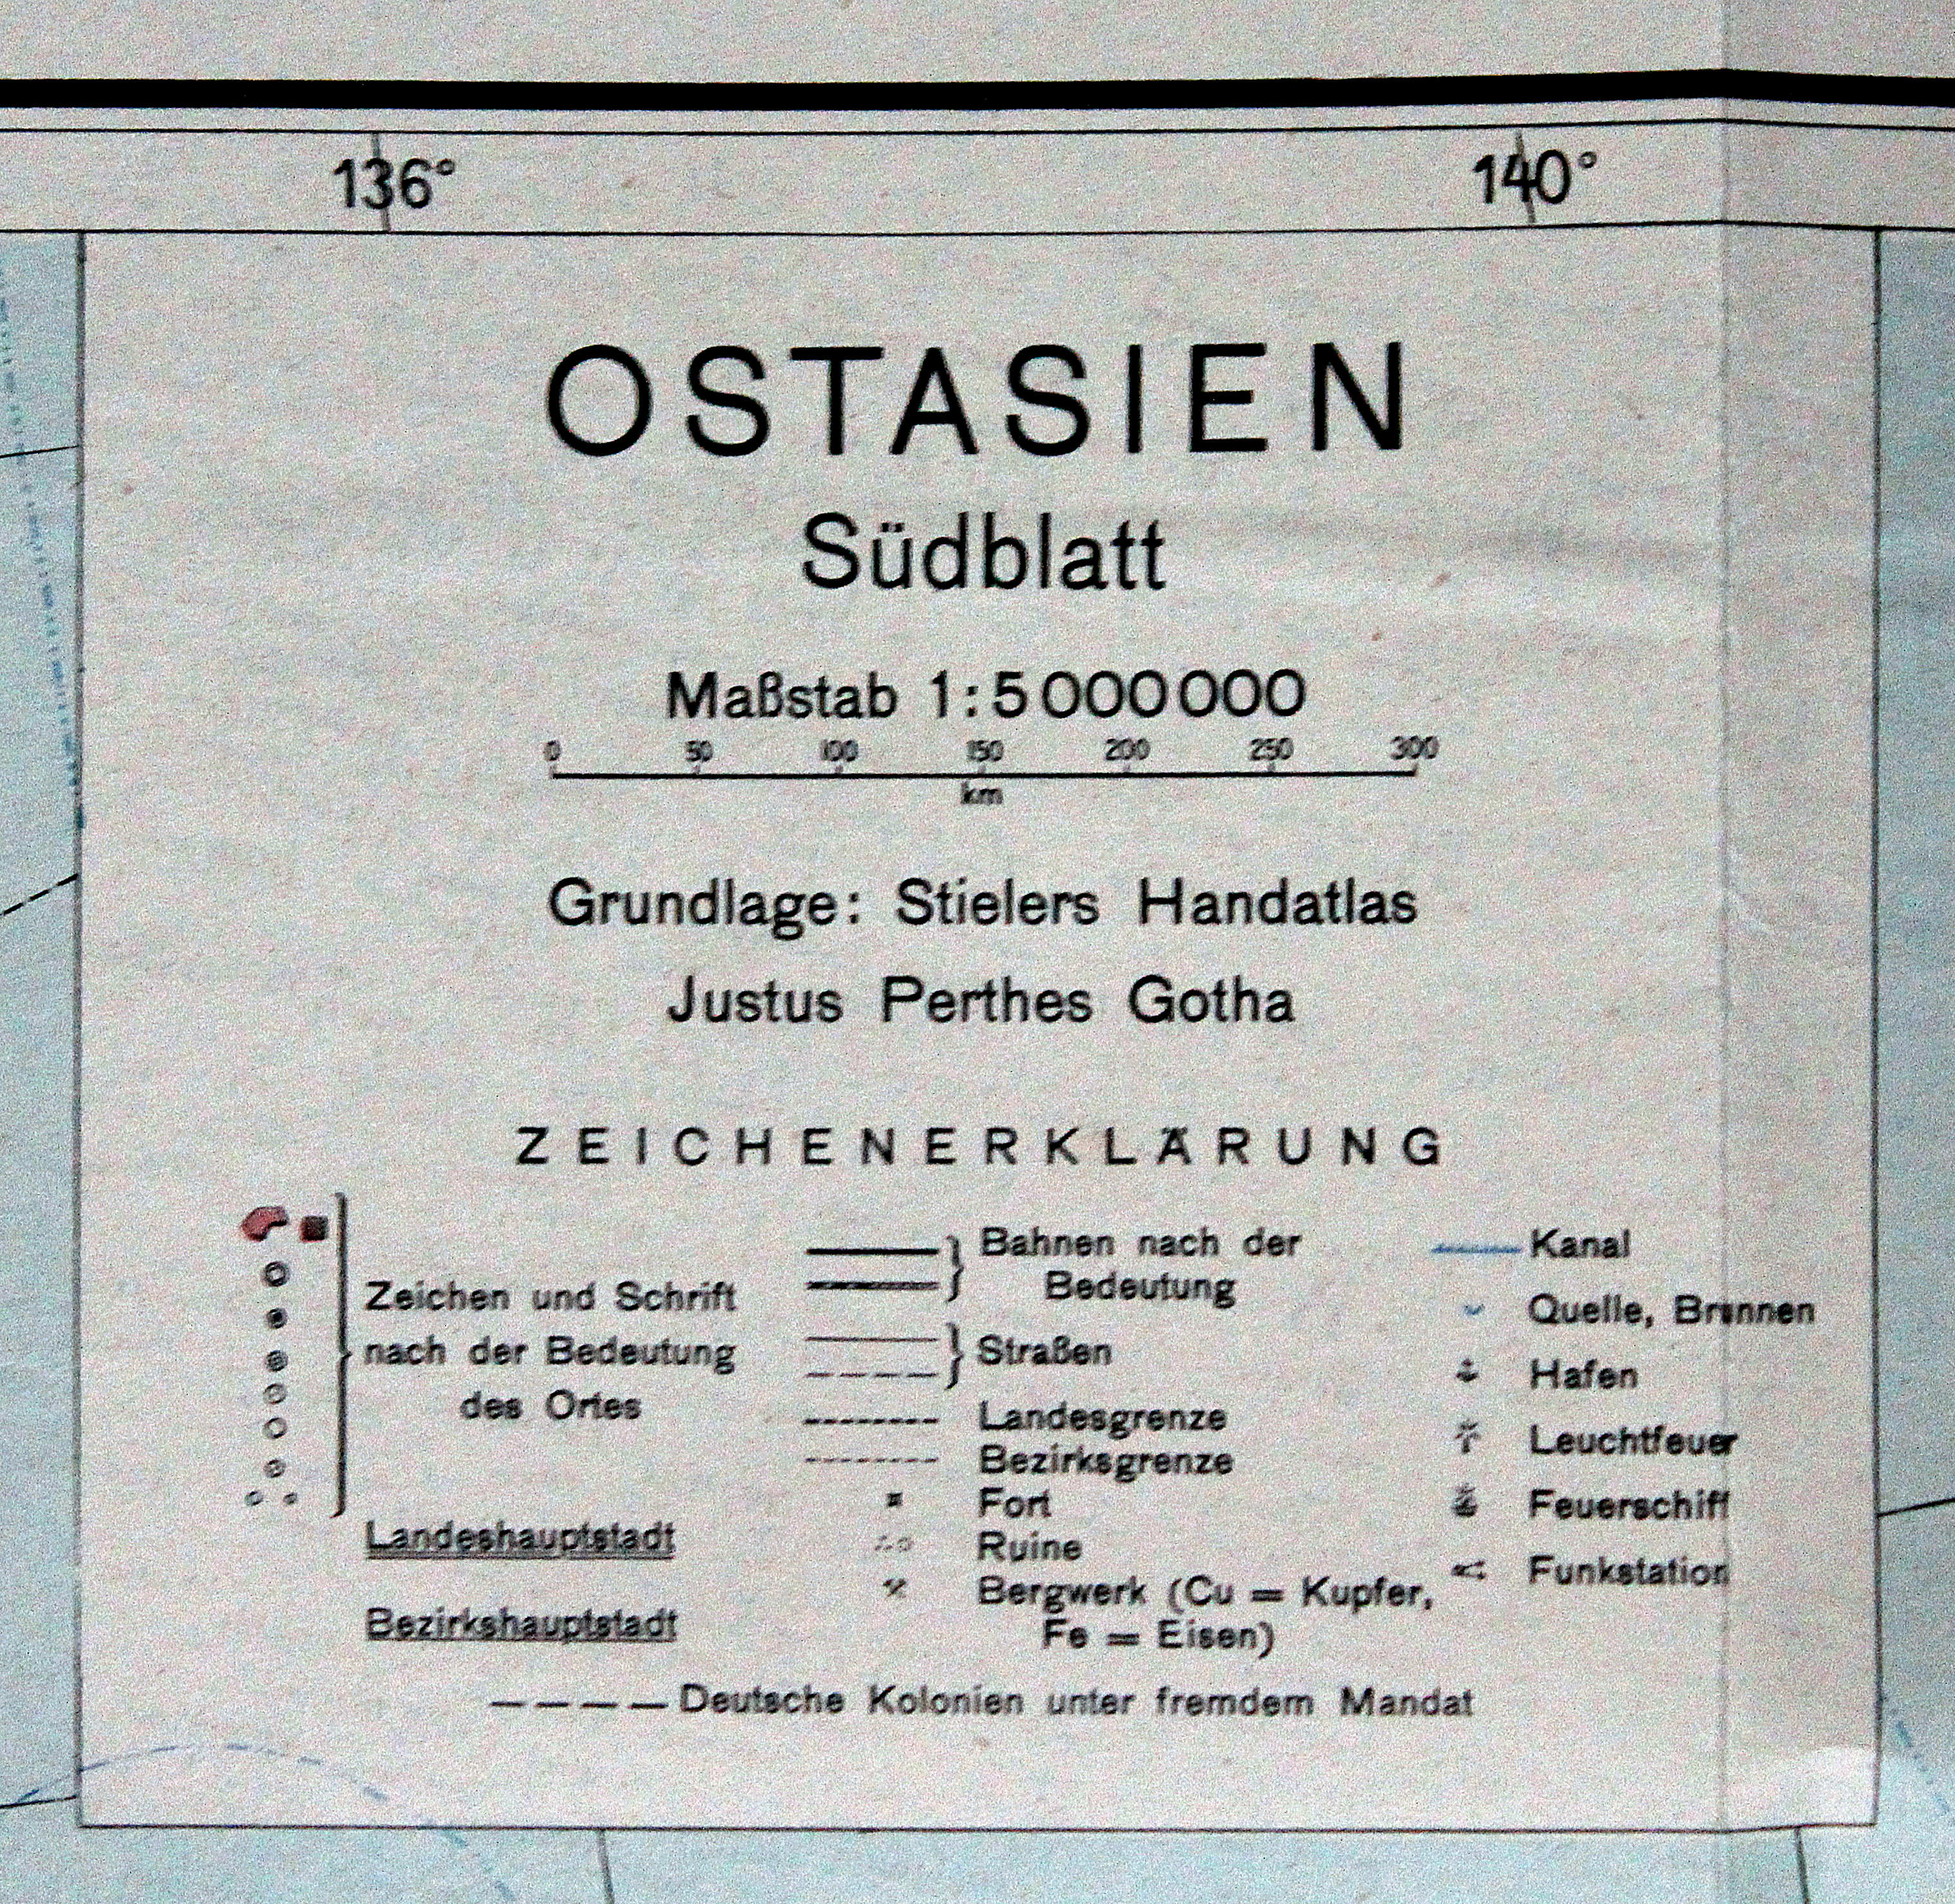 136° 140°
OSTASIEN
Südblatt
Maßstab 1:5 000 000
0 50 100 150 200 250 300
km
Grundlage: Stielers Handatlas
Justus Perthes Gotha
ZEICHENERKLÄRUNG
Zeichen und Schrift
nach der Bedeutung
des Ortes
Landeshauptstadt
Bezirkshauptstadt
Bahnen nach der
Bedeutung
Straßen
Landesgrenze
Bezirksgrenze
Fort
Ruine
Bergwerk (Cu = Kupfer,
Fe = Eisen)
Kanal
Quelle, Brunnen
Hafen
Leuchtfeuer
Feuerschiff
Funkstation
Deutsche Kolonien unter fremdem Mandat